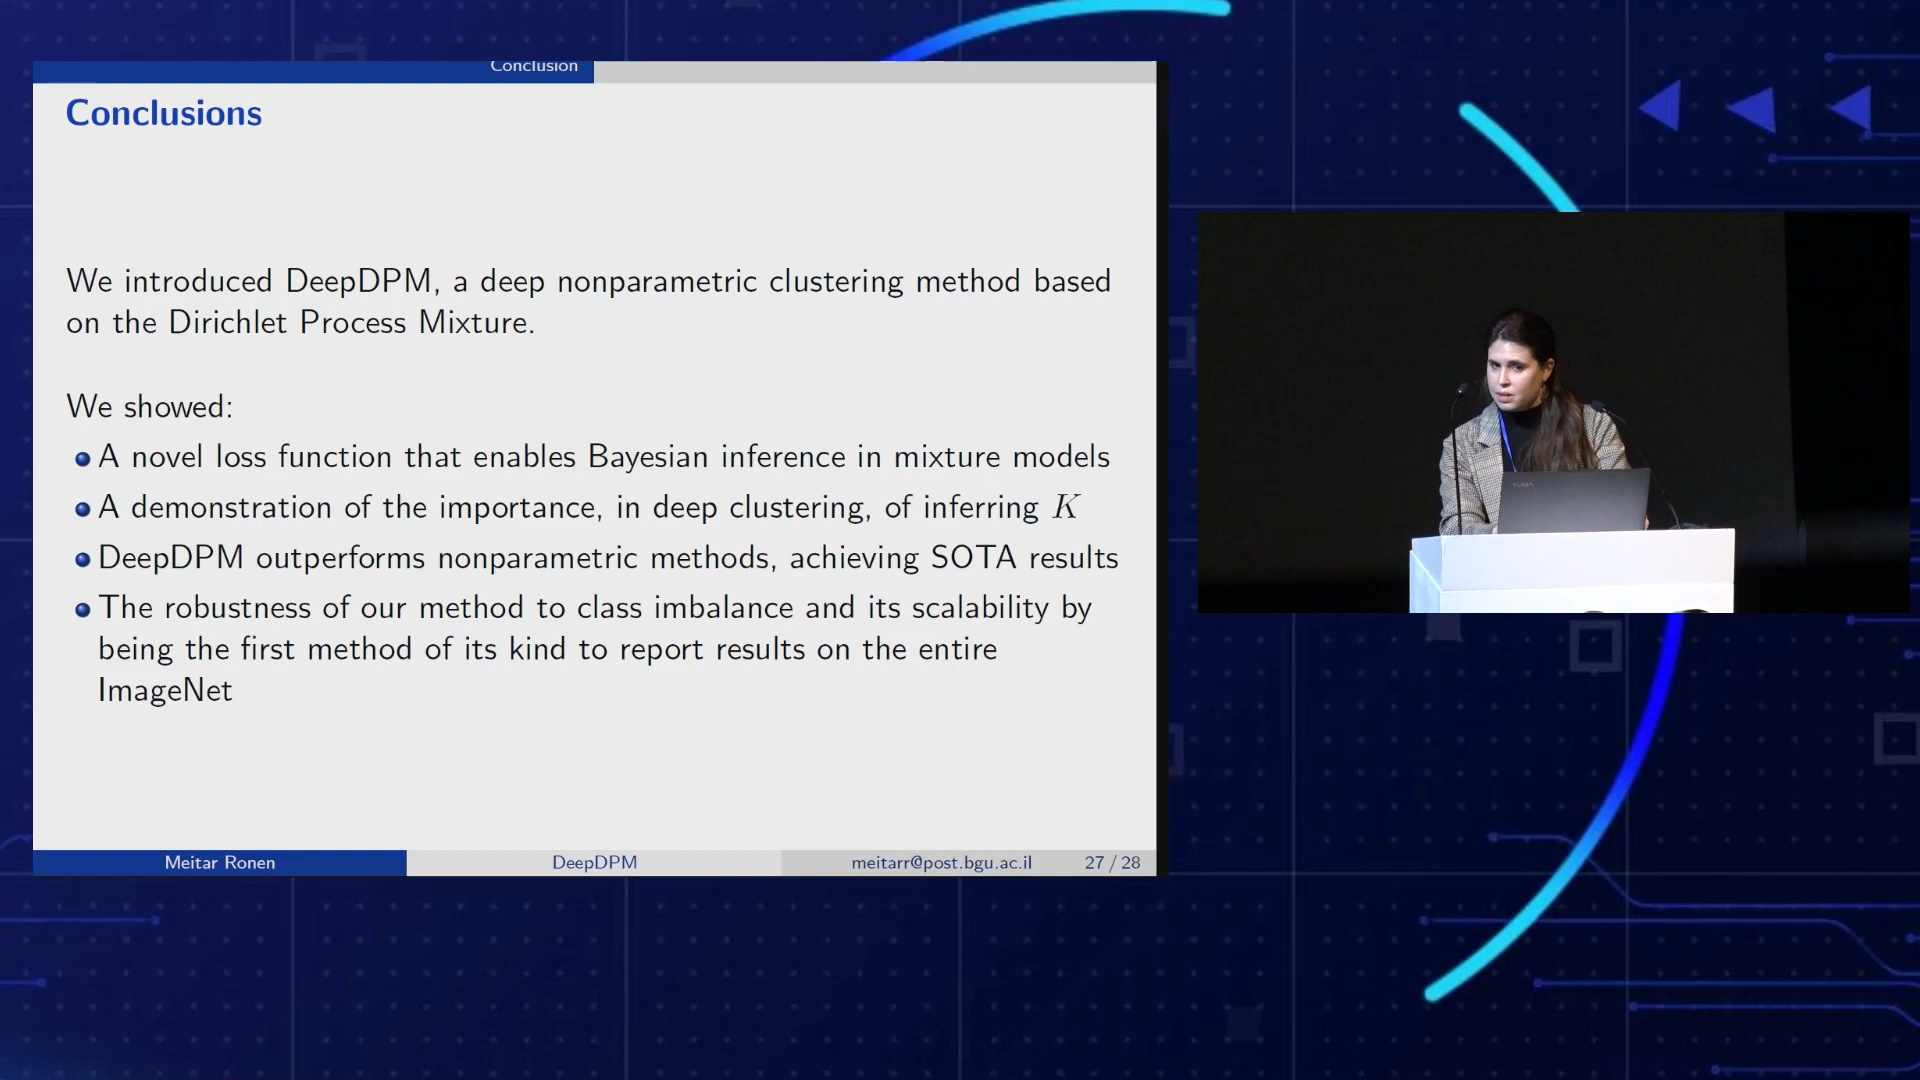 Conclusion
Conclusions
We introduced DeepDPM, a deep nonparametric clustering method based
on the Dirichlet Process Mixture.
We showed:
A novel loss function that enables Bayesian inference in mixture models
A demonstration of the importance, in deep clustering, of inferring K
DeepDPM outperforms nonparametric methods, achieving SOTA results
The robustness of our method to class imbalance and its scalability by
being the first method of its kind to report results on the entire
ImageNet
Meitar Ronen DeepDPM meitarr@post.bgu.ac.il 27 / 28
YOGA